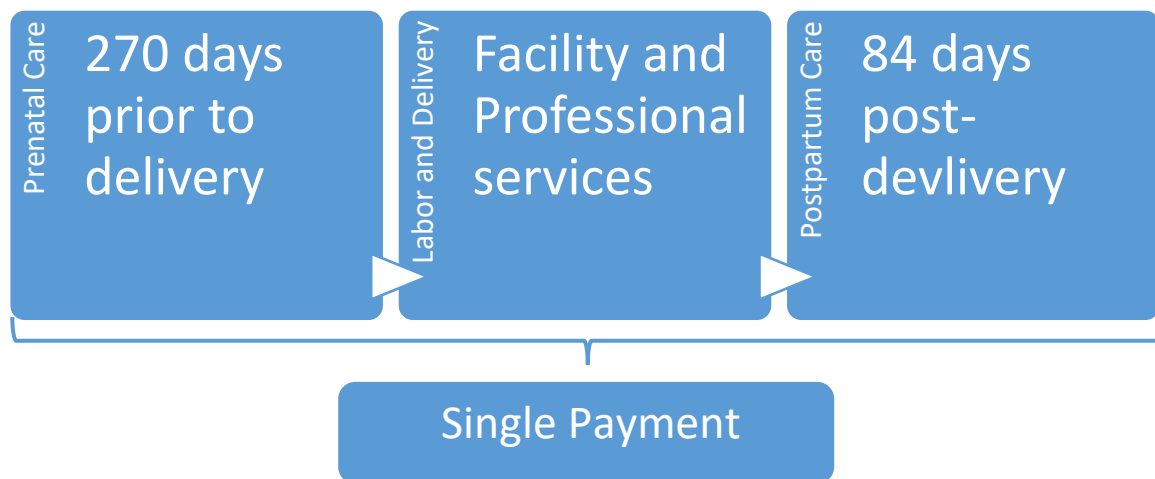 Prenatal Care
270 days
prior to
delivery
Labor and Delivery
Facility and
Professional
services
Postpartum Care
84 days
post-
devlivery
Single Payment